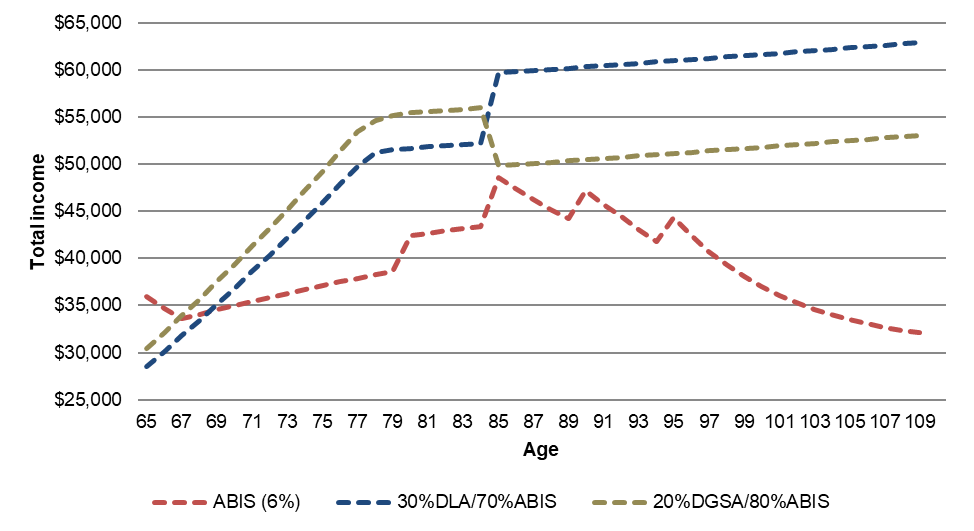 $65,000
$60,000
$55,000
$50,000
$45,000
$40,000
$35,000
$30,000
$25,000
Total income
65 67 69 71 73 75 77 79 81 83 85 87 89 91 93 95 97 99 101 103 105 107 109
Age
ABIS (6%) 30%DLA/70%ABIS 20%DGSA/80%ABIS